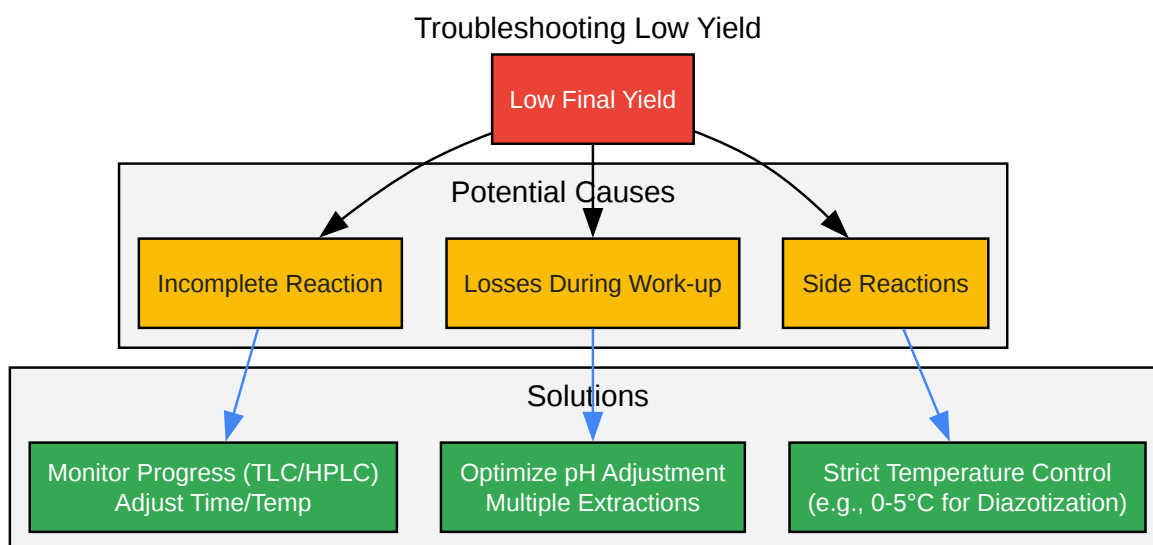 Troubleshooting Low Yield
Low Final Yield
Potential Causes
Incomplete Reaction
Losses During Work-up
Side Reactions
Solutions
Monitor Progress (TLC/HPLC)
Adjust Time/Temp
Optimize pH Adjustment
Multiple Extractions
Strict Temperature Control
(e.g., 0-5°C for Diazotization)